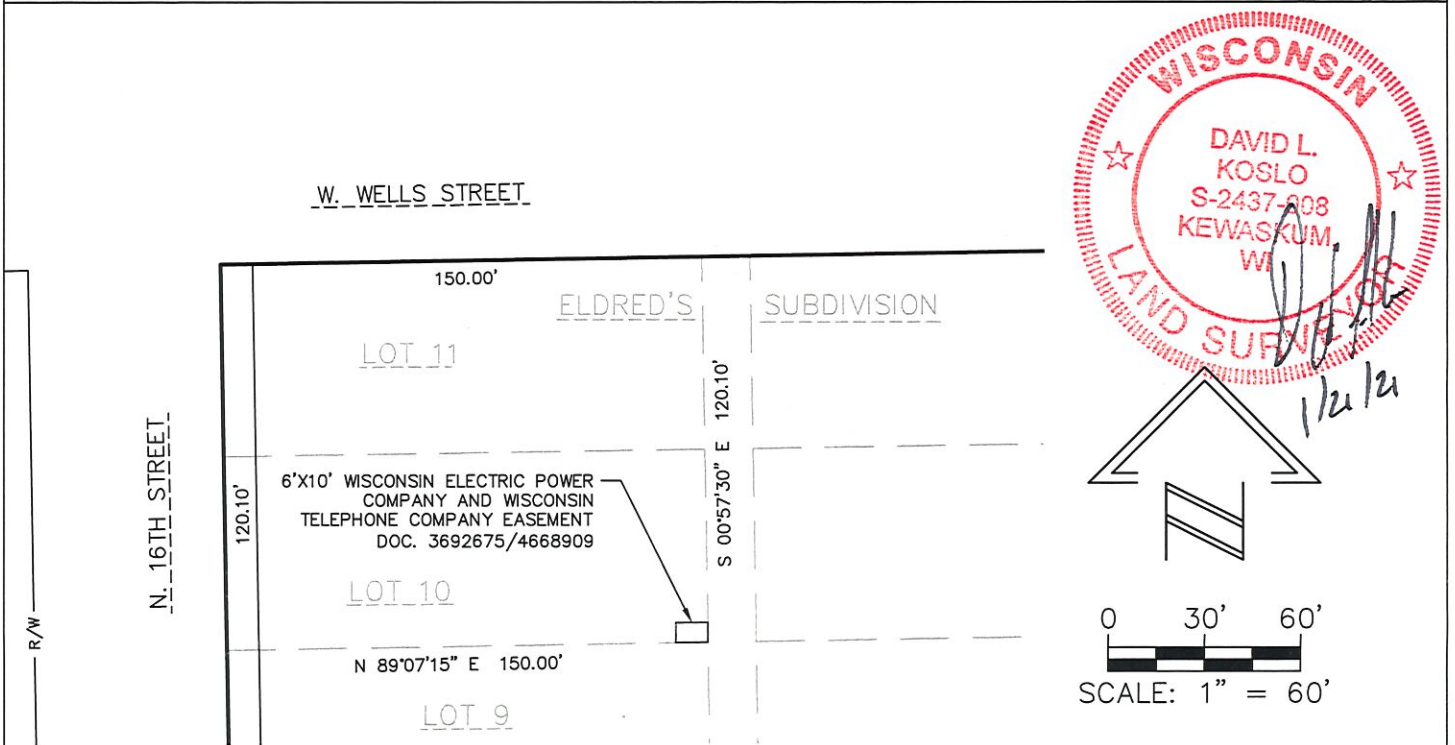 WISCONSIN
DAVID L.
KOSLO
S-2437-008
KEWASKUM,
WI
LAND SURVEYOR
1/21/21
W. WELLS STREET
150.00'
ELDRED'S SUBDIVISION
LOT 11
N. 16TH STREET
120.10'
S 00°57'30" E 120.10'
6'X10' WISCONSIN ELECTRIC POWER
COMPANY AND WISCONSIN
TELEPHONE COMPANY EASEMENT
DOC. 3692675/4668909
LOT 10
R/W
N 89°07'15" E 150.00'
LOT 9
N
0 30' 60'
SCALE: 1" = 60'